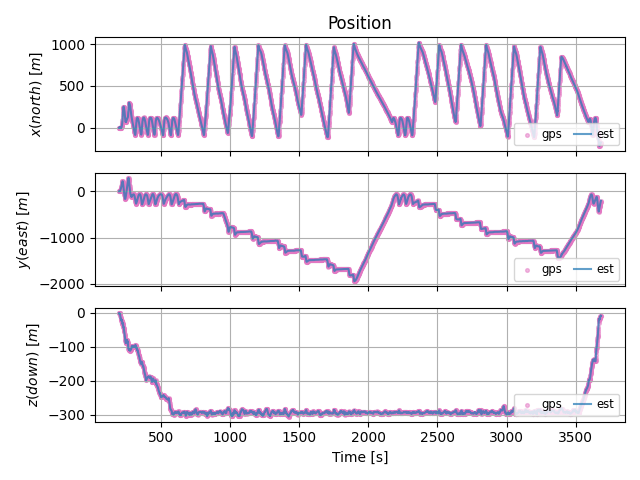 Position
x(north) [m]
1000
500
0
gps
est
y(east) [m]
0
−1000
−2000
gps
est
z(down) [m]
0
−100
−200
−300
gps
est
500
1000
1500
2000
2500
3000
3500
Time [s]